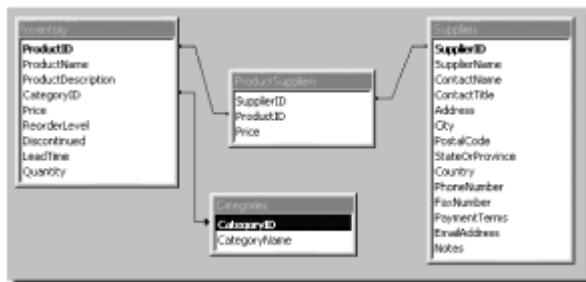 Inventory
ProductID
ProductName
ProductDescription
CategoryID
Price
ReorderLevel
Discontinued
LeadTime
Quantity
ProductSuppliers
SupplierID
ProductID
Price
Categories
CategoryID
CategoryName
Suppliers
SupplierID
SupplierName
ContactName
ContactTitle
Address
City
PostalCode
StateOrProvince
Country
PhoneNumber
FaxNumber
PaymentTerms
EmailAddress
Notes